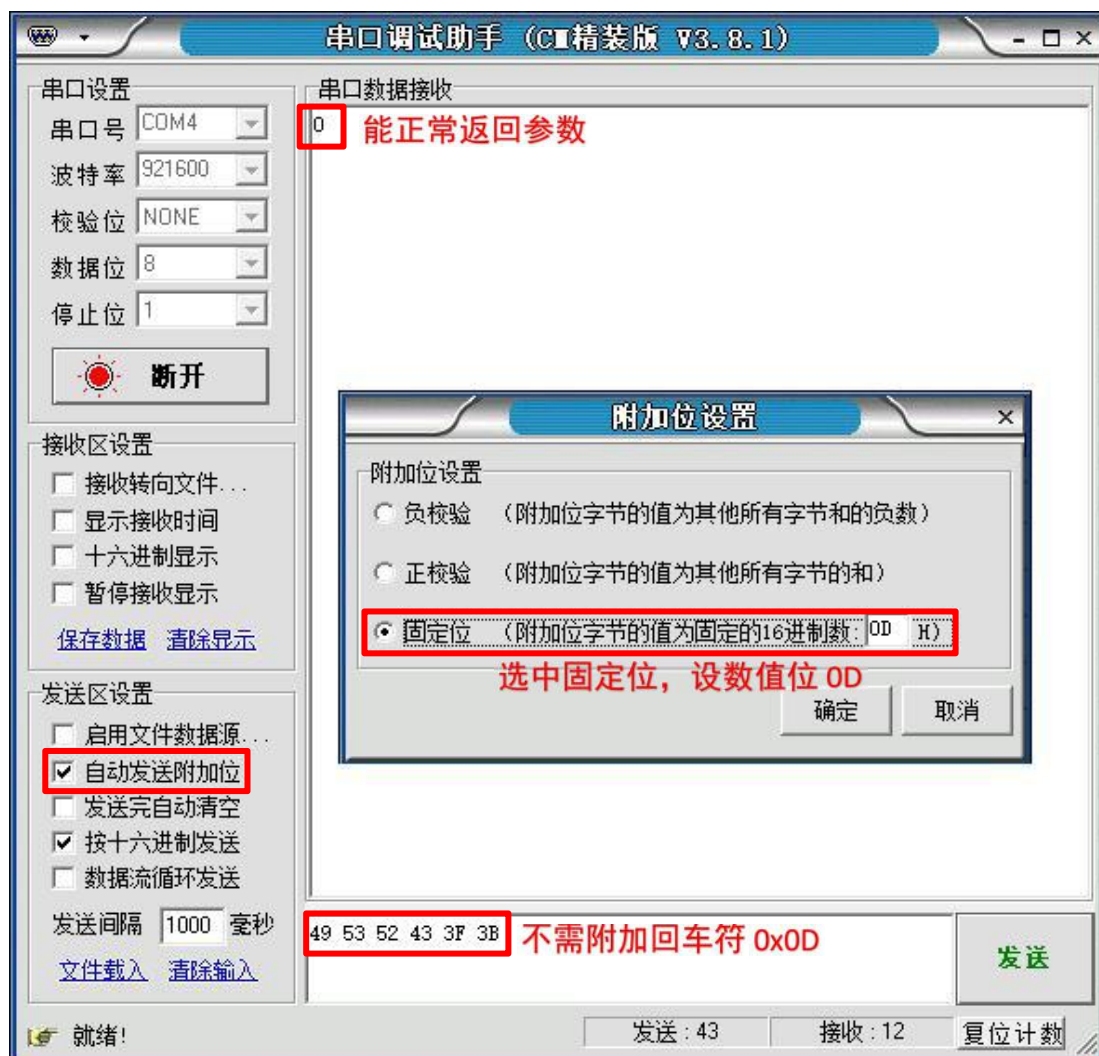 串口调试助手 (CM精装版 V3.8.1)
串口设置
串口号 COM4
波特率 921600
校验位 NONE
数据位 8
停止位 1
断开
接收区设置
接收转向文件...
显示接收时间
十六进制显示
暂停接收显示
保存数据 清除显示
发送区设置
启用文件数据源...
自动发送附加位
发送完自动清空
按十六进制发送
数据流循环发送
发送间隔 1000 毫秒
文件载入 清除输入
串口数据接收
0 能正常返回参数
附加位设置
附加位设置
负校验 (附加位字节的值为其他所有字节和的负数)
正校验 (附加位字节的值为其他所有字节的和)
固定位 (附加位字节的值为固定的16进制数: 0D H)
选中固定位，设数值位 0D
确定 取消
49 53 52 43 3F 3B 不需附加回车符 0x0D
发送
就绪! 发送:43 接收:12 复位计数